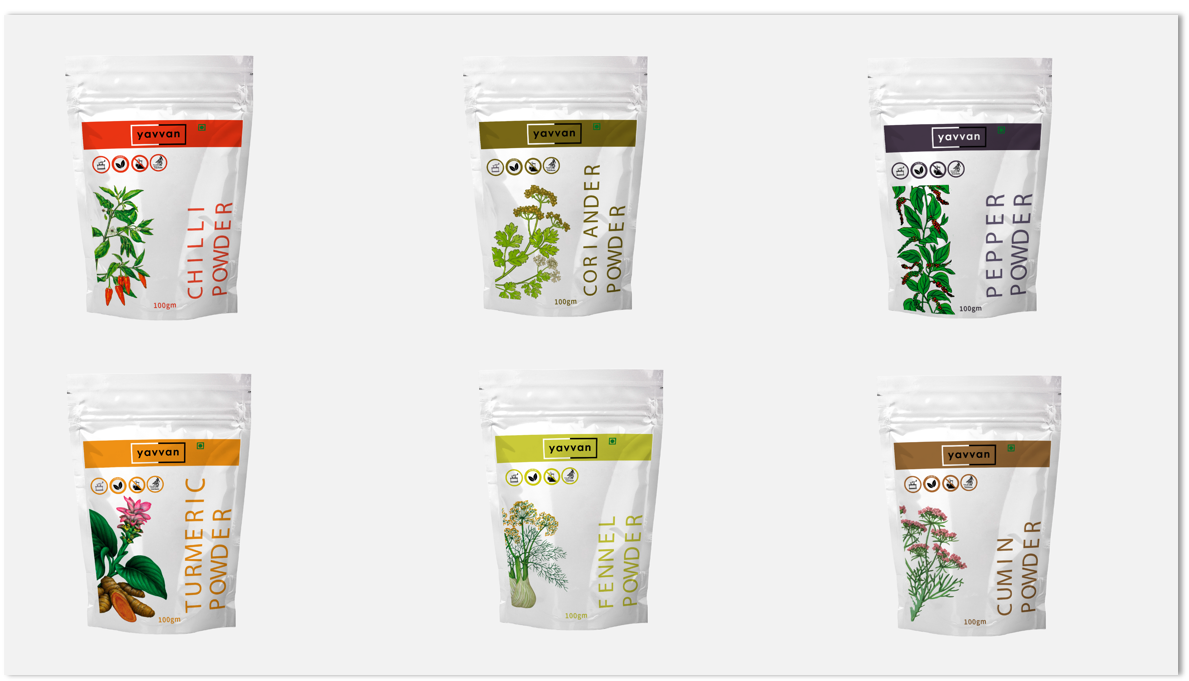 yavvan
CHILLI
POWDER
100gm
yavvan
CORIANDER
POWDER
100gm
yavvan
PEPPER
POWDER
100gm
yavvan
TURMERIC
POWDER
100gm
yavvan
FENNEL
POWDER
100gm
yavvan
CUMIN
POWDER
100gm